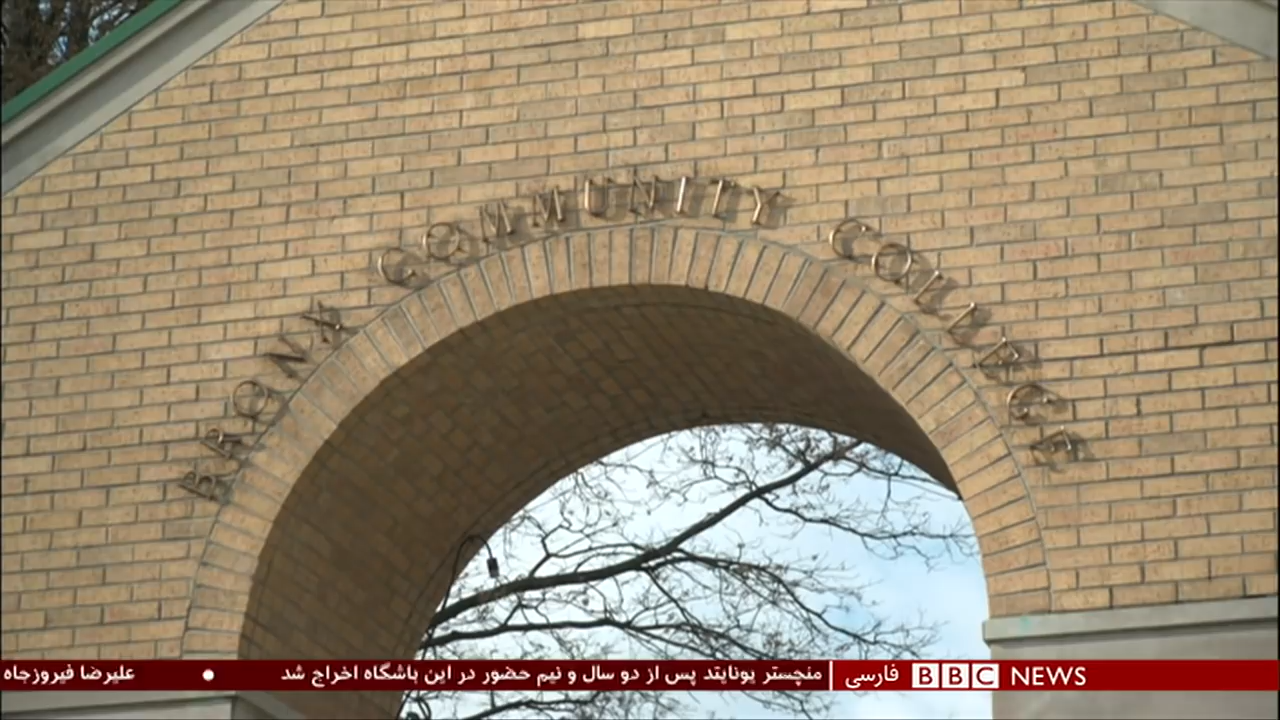 BRONX COMMUNITY COLLEGE
منچستر یونایتد پس از دو سال و نیم حضور در این باشگاه اخراج شد • علیرضا فیروزجاه
فارسی BBC NEWS